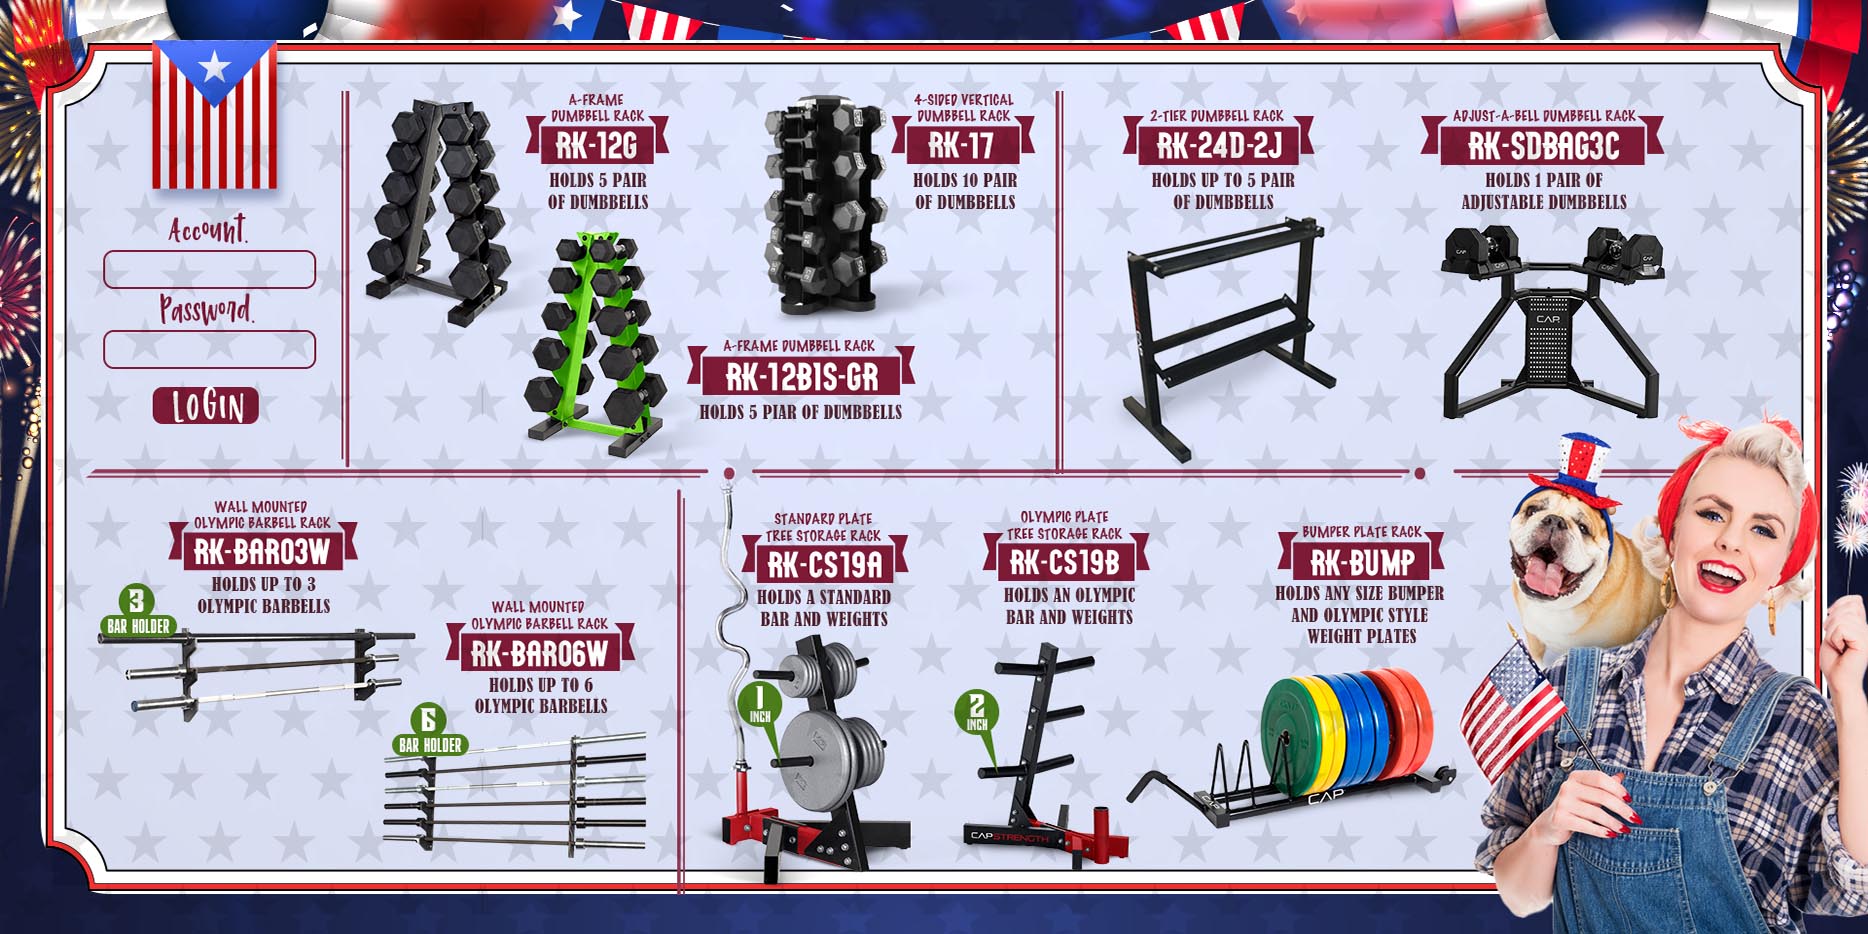 Account.
Password.
LOGIN
A-FRAME
DUMBBELL RACK
RK-12G
HOLDS 5 PAIR
OF DUMBBELLS
4-SIDED VERTICAL
DUMBBELL RACK
RK-17
HOLDS 10 PAIR
OF DUMBBELLS
A-FRAME DUMBBELL RACK
RK-12BIS-GR
HOLDS 5 PIAR OF DUMBBELLS
2-TIER DUMBBELL RACK
RK-24D-2J
HOLDS UP TO 5 PAIR
OF DUMBBELLS
ADJUST-A-BELL DUMBBELL RACK
RK-SDBAG3C
HOLDS 1 PAIR OF
ADJUSTABLE DUMBBELLS
CAP
CAP
CAP.
WALL MOUNTED
OLYMPIC BARBELL RACK
RK-BAR03W
HOLDS UP TO 3
OLYMPIC BARBELLS
3
BAR HOLDER
WALL MOUNTED
OLYMPIC BARBELL RACK
RK-BAR06W
HOLDS UP TO 6
OLYMPIC BARBELLS
6
BAR HOLDER
STANDARD PLATE
TREE STORAGE RACK
RK-CS19A
HOLDS A STANDARD
BAR AND WEIGHTS
1
INCH
OLYMPIC PLATE
TREE STORAGE RACK
RK-CS19B
HOLDS AN OLYMPIC
BAR AND WEIGHTS
2
INCH
CAPSTRENGTH
BUMPER PLATE RACK
RK-BUMP
HOLDS ANY SIZE BUMPER
AND OLYMPIC STYLE
WEIGHT PLATES
CAP
CAP